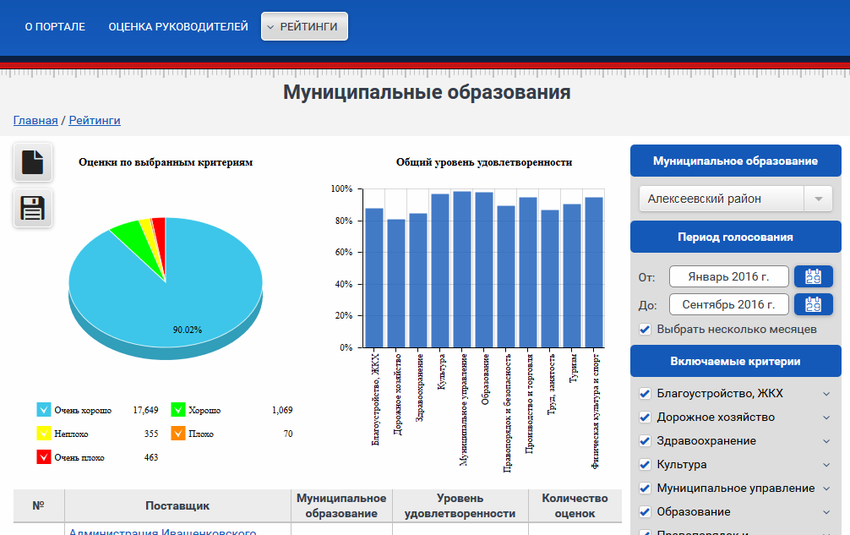 О ПОРТАЛЕ
ОЦЕНКА РУКОВОДИТЕЛЕЙ
РЕЙТИНГИ
Муниципальные образования
Главная / Рейтинги
Оценки по выбранным критериям
90.02%
Очень хорошо 17,649
Хорошо 1,069
Неплохо 355
Плохо 70
Очень плохо 463
Общий уровень удовлетворенности
100%
80%
60%
40%
20%
0%
Благоустройство, ЖКХ
Дорожное хозяйство
Здравоохранение
Культура
Муниципальное управление
Образование
Правопорядок и безопасность
Производство и торговля
Труд, занятость
Туризм
Физическая культура и спорт
Муниципальное образование
Алексеевский район
Период голосования
От: Январь 2016 г.
До: Сентябрь 2016 г.
Выбрать несколько месяцев
Включаемые критерии
Благоустройство, ЖКХ
Дорожное хозяйство
Здравоохранение
Культура
Муниципальное управление
Образование
Правопорядок и
№
Поставщик
Муниципальное
образование
Уровень
удовлетворенности
Количество
оценок
Администрация Иващенковского